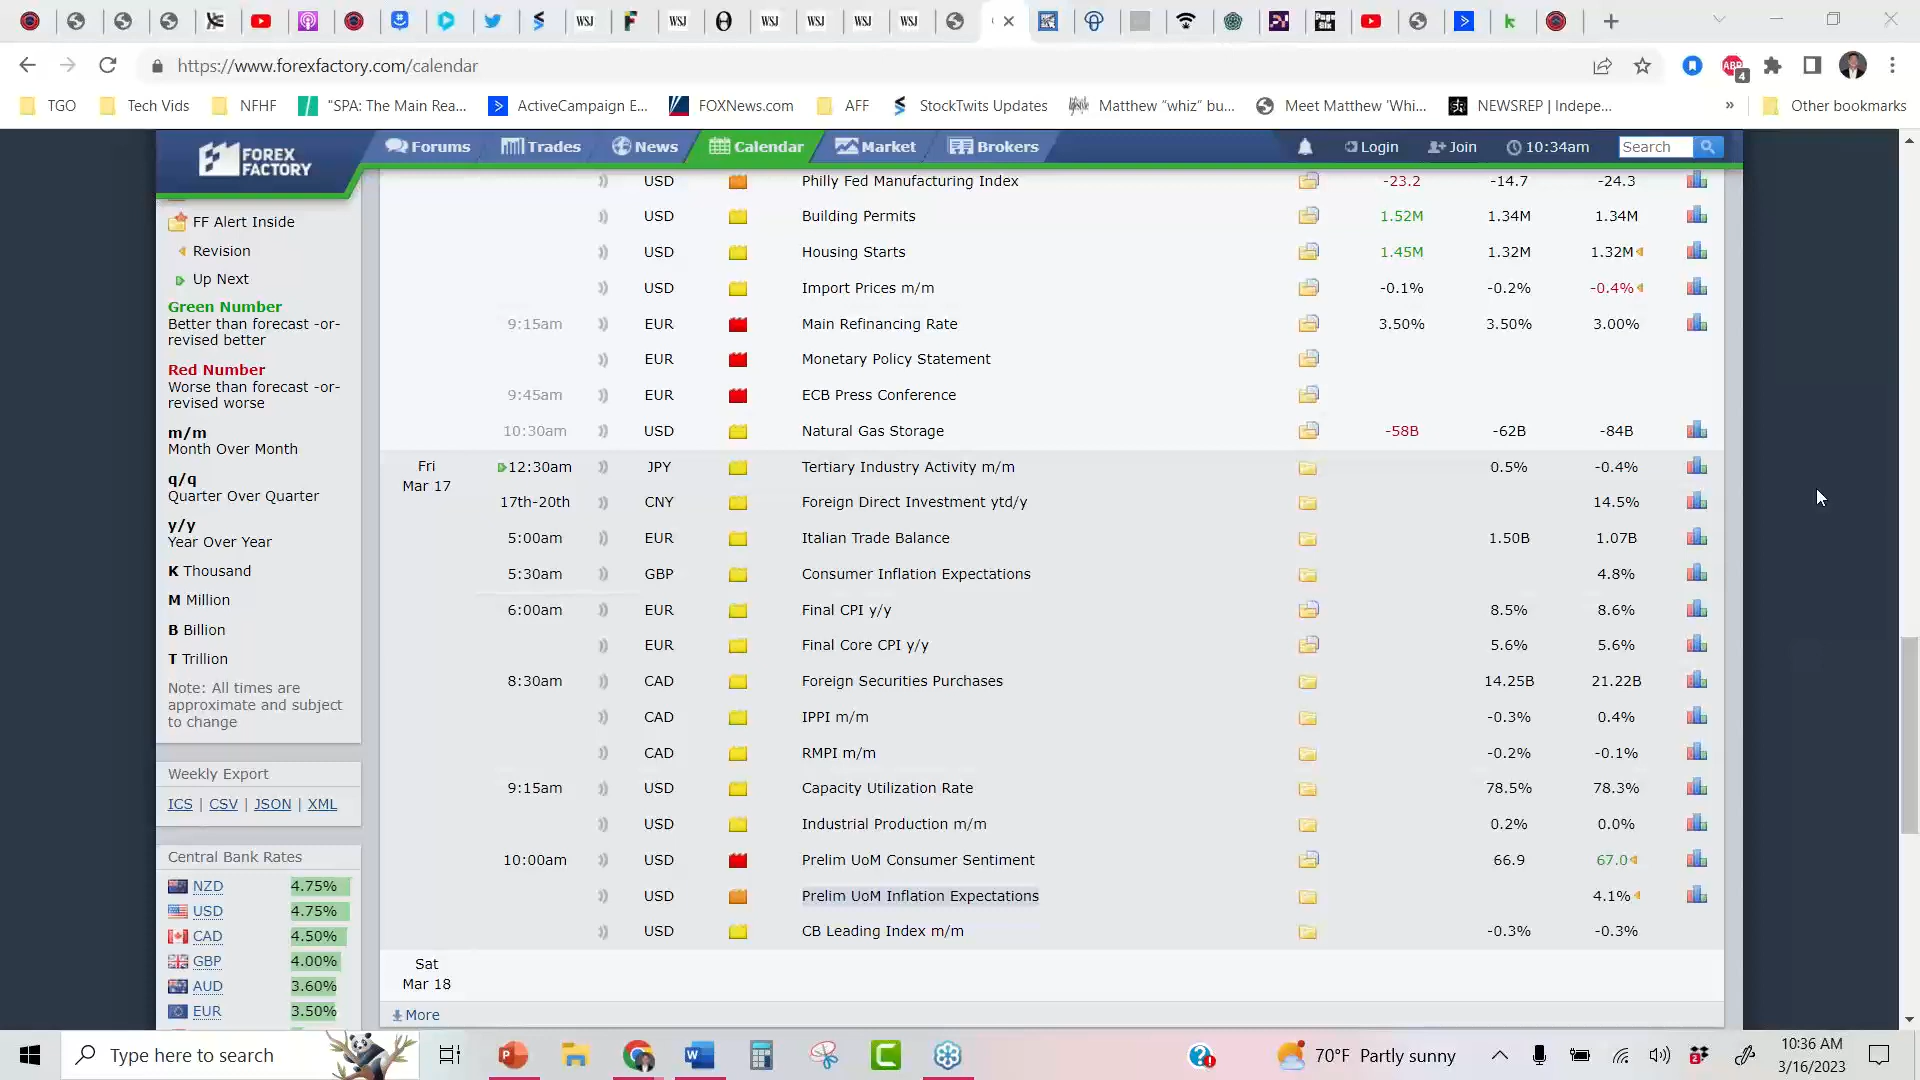 WSJ WSJ WSJ WSJ WSJ WSJ
https://www.forexfactory.com/calendar
ABP 4
TGO Tech Vids NFHF "SPA: The Main Rea... ActiveCampaign E... FOXNews.com AFF StockTwits Updates Matthew "whiz" bu... Meet Matthew 'Whi... NEWSREP | Indepe... » Other bookmarks
FOREX FACTORY Forums Trades News Calendar Market Brokers Login Join 10:34am Search
FF Alert Inside
Revision
Up Next
Green Number
Better than forecast -or-
revised better
Red Number
Worse than forecast -or-
revised worse
m/m
Month Over Month
q/q
Quarter Over Quarter
y/y
Year Over Year
K Thousand
M Million
B Billion
T Trillion
Note: All times are
approximate and subject
to change
Weekly Export
ICS | CSV | JSON | XML
Central Bank Rates
NZD 4.75%
USD 4.75%
CAD 4.50%
GBP 4.00%
AUD 3.60%
EUR 3.50%
USD Philly Fed Manufacturing Index -23.2 -14.7 -24.3
USD Building Permits 1.52M 1.34M 1.34M
USD Housing Starts 1.45M 1.32M 1.32M
USD Import Prices m/m -0.1% -0.2% -0.4%
9:15am EUR Main Refinancing Rate 3.50% 3.50% 3.00%
EUR Monetary Policy Statement
9:45am EUR ECB Press Conference
10:30am USD Natural Gas Storage -58B -62B -84B
Fri
Mar 17
12:30am JPY Tertiary Industry Activity m/m 0.5% -0.4%
17th-20th CNY Foreign Direct Investment ytd/y 14.5%
5:00am EUR Italian Trade Balance 1.50B 1.07B
5:30am GBP Consumer Inflation Expectations 4.8%
6:00am EUR Final CPI y/y 8.5% 8.6%
EUR Final Core CPI y/y 5.6% 5.6%
8:30am CAD Foreign Securities Purchases 14.25B 21.22B
CAD IPPI m/m -0.3% 0.4%
CAD RMPI m/m -0.2% -0.1%
9:15am USD Capacity Utilization Rate 78.5% 78.3%
USD Industrial Production m/m 0.2% 0.0%
10:00am USD Prelim UoM Consumer Sentiment 66.9 67.0
USD Prelim UoM Inflation Expectations 4.1%
USD CB Leading Index m/m -0.3% -0.3%
Sat
Mar 18
More
Type here to search
70°F Partly sunny
10:36 AM
3/16/2023